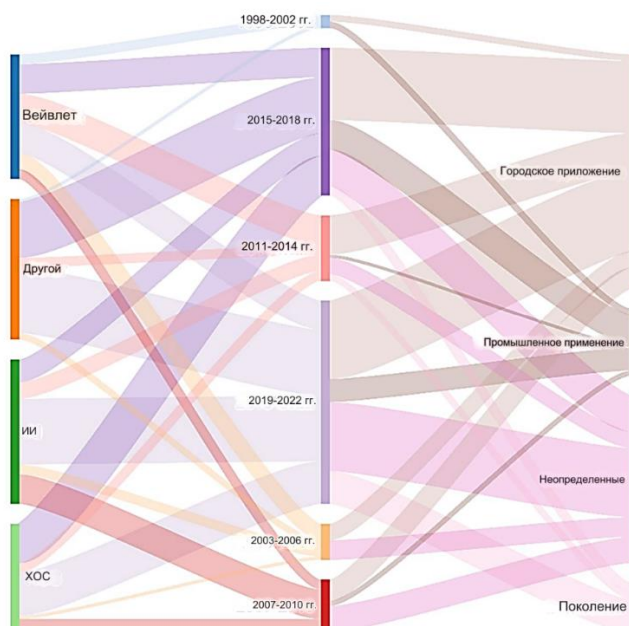 1998-2002 гг.
Вейвлет
2015-2018 гг.
Городское приложение
2011-2014 гг.
Другой
Промышленное применение
2019-2022 гг.
ИИ
Неопределенные
2003-2006 гг.
ХОС
2007-2010 гг.
Поколение